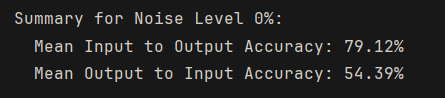 Summary for Noise Level 0%:
  Mean Input to Output Accuracy: 79.12%
  Mean Output to Input Accuracy: 54.39%